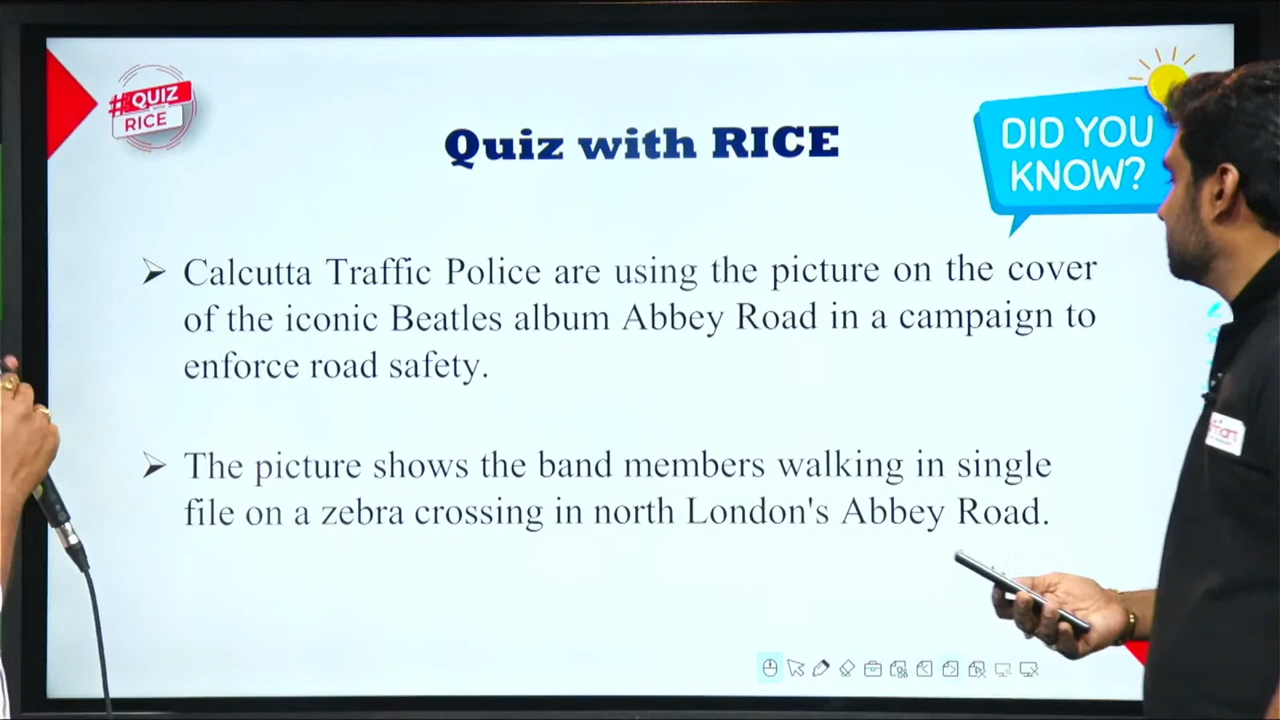 #QUIZ
WITH
RICE
Quiz with RICE
DID YOU
KNOW?
➢ Calcutta Traffic Police are using the picture on the cover
of the iconic Beatles album Abbey Road in a campaign to
enforce road safety.
➢ The picture shows the band members walking in single
file on a zebra crossing in north London's Abbey Road.